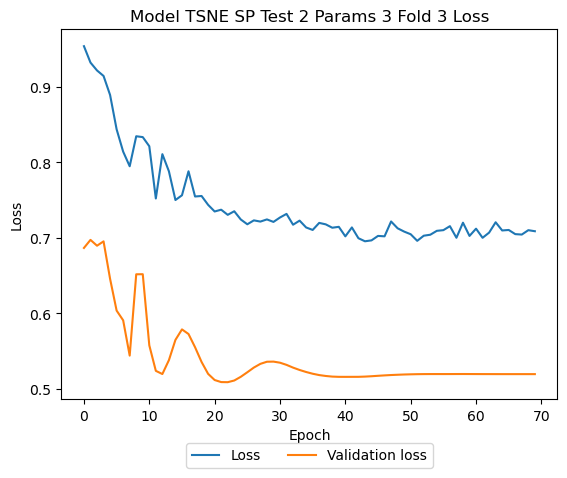 Model TSNE SP Test 2 Params 3 Fold 3 Loss
Loss
0.9
0.8
0.7
0.6
0.5
0 10 20 30 40 50 60 70
Epoch
Loss Validation loss